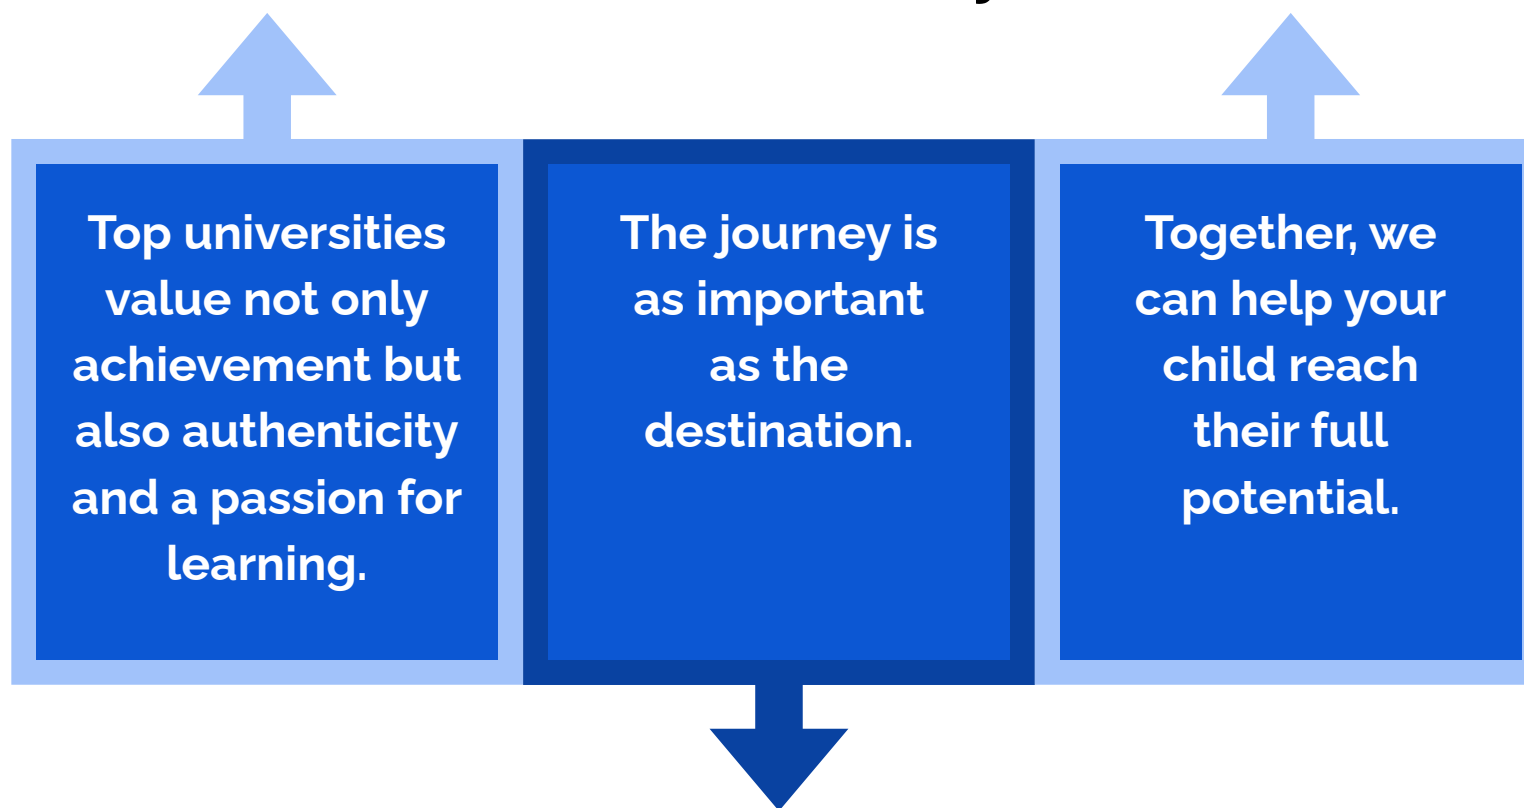 Top universities
value not only
achievement but
also authenticity
and a passion for
learning.
The journey is
as important
as the
destination.
Together, we
can help your
child reach
their full
potential.